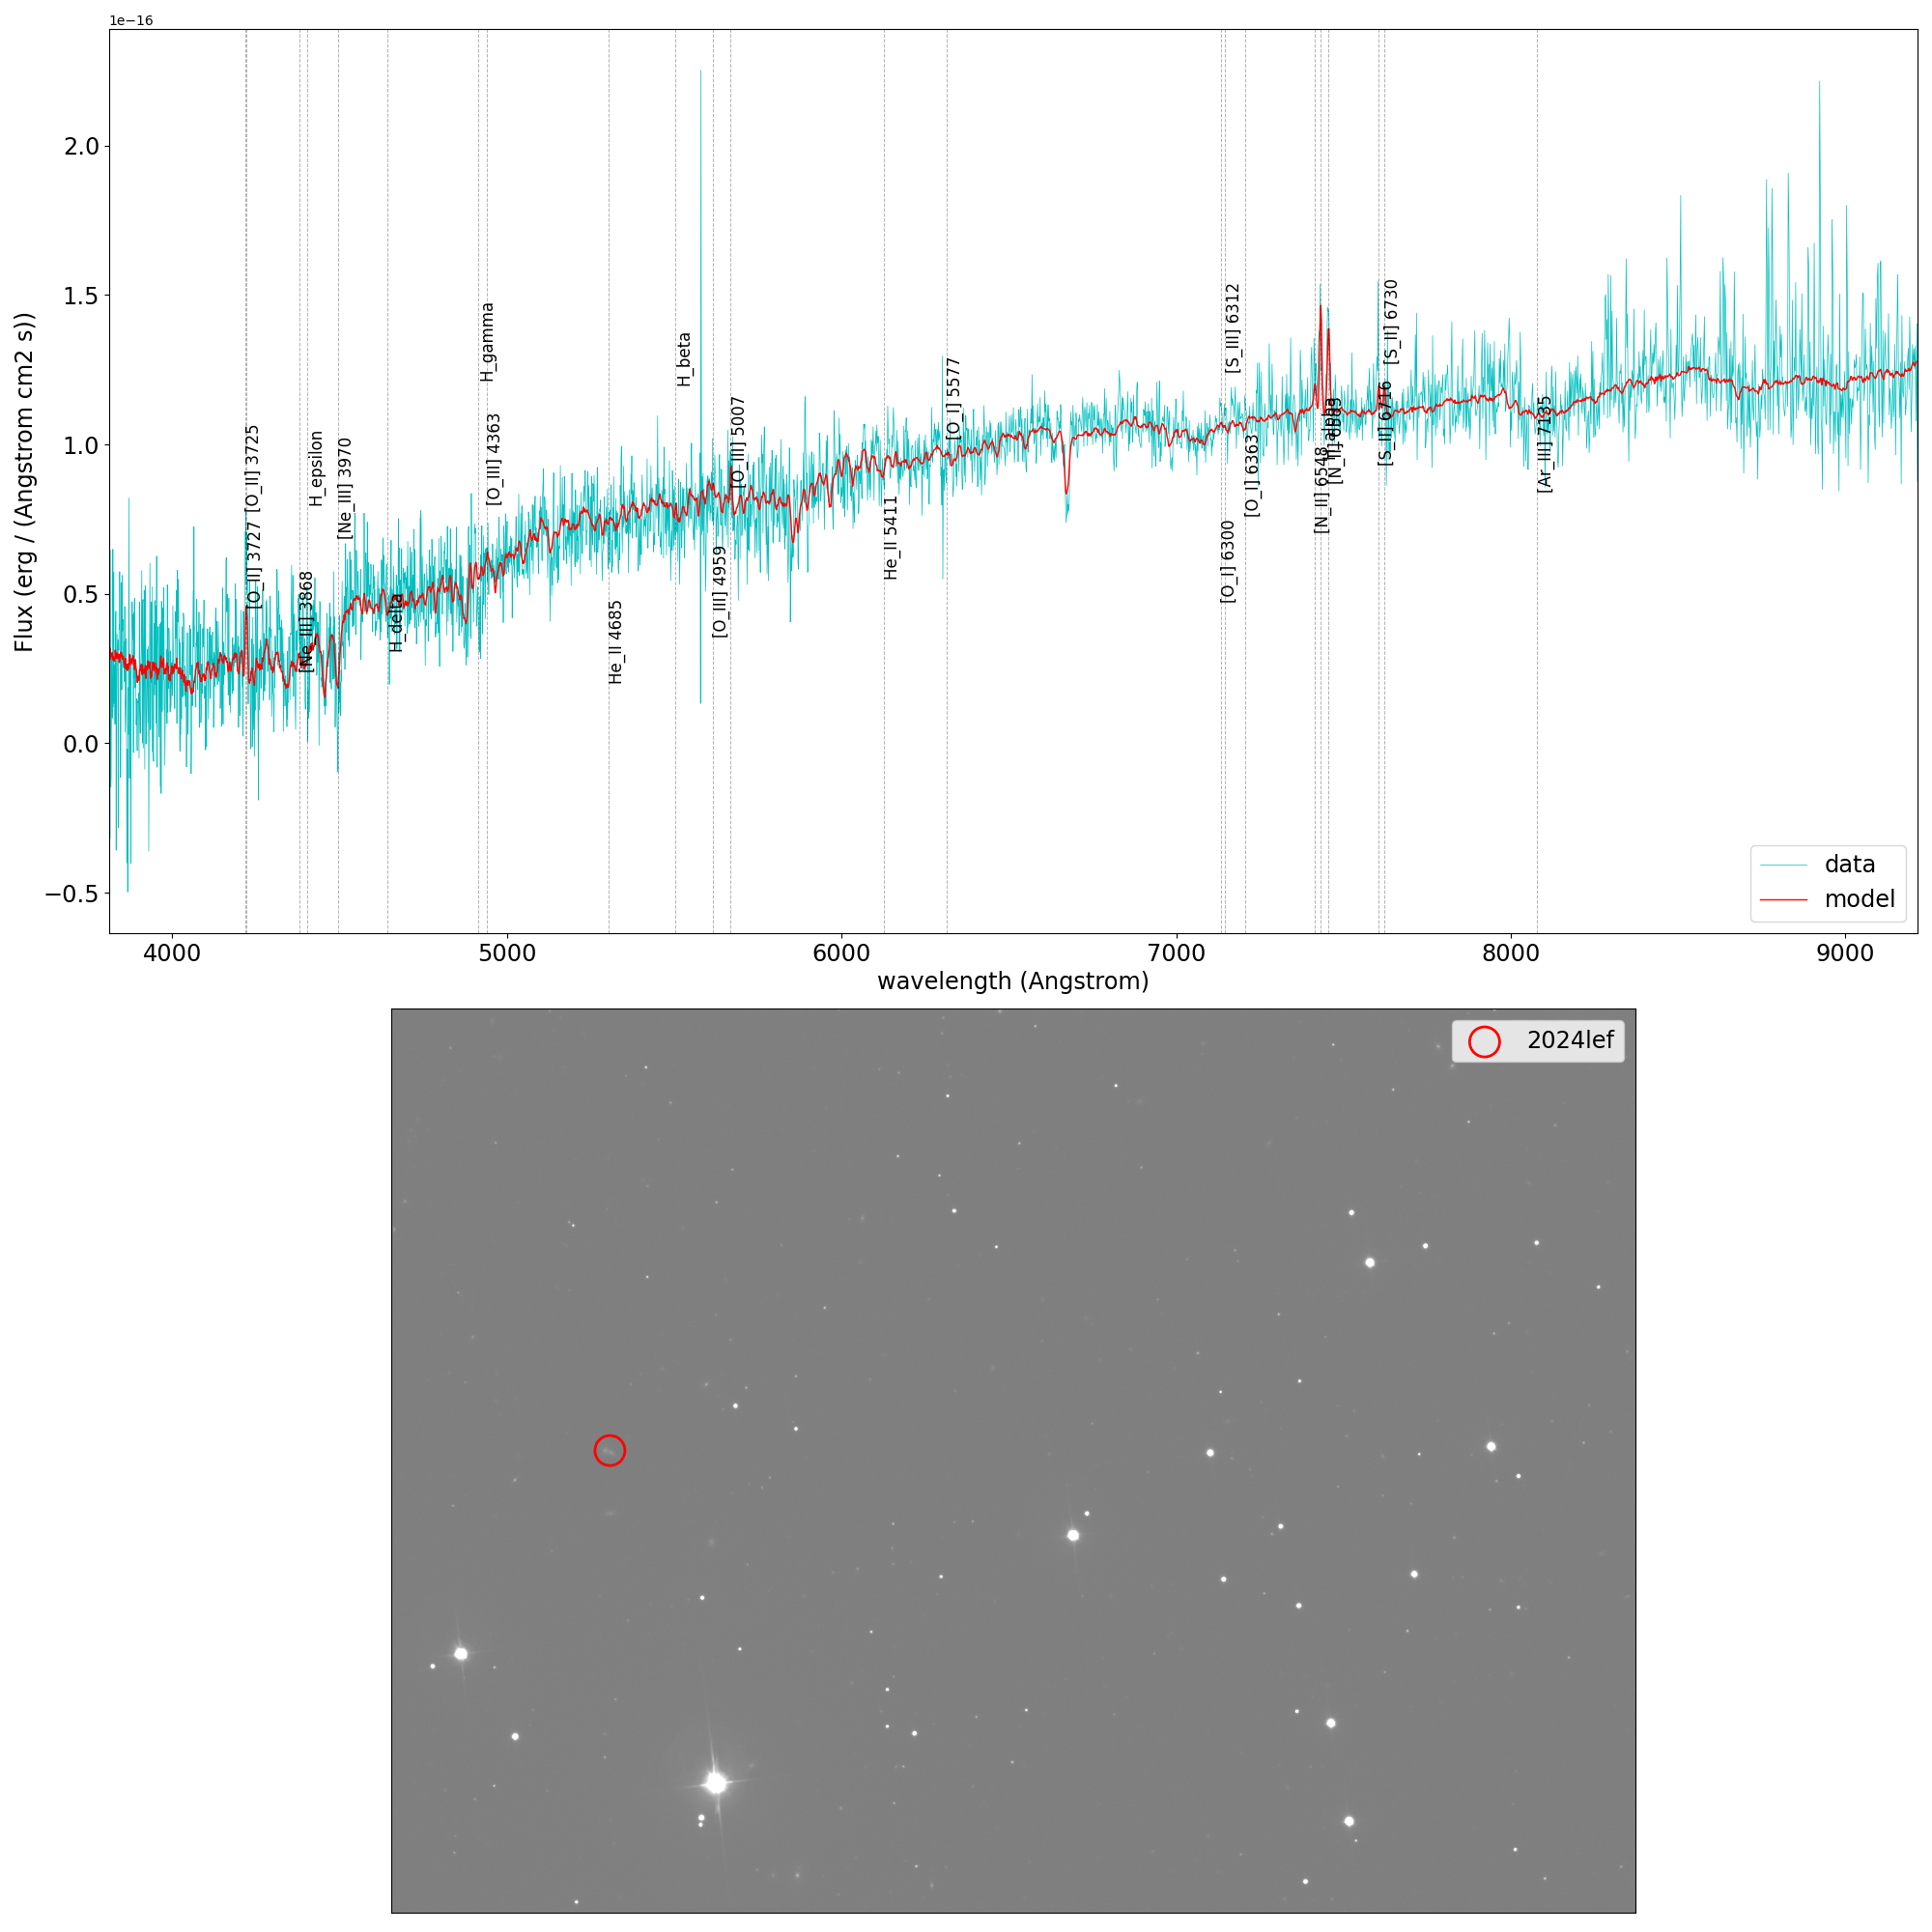 1e−16
Flux (erg / (Angstrom cm2 s))
2.0
1.5
1.0
0.5
0.0
−0.5
[O_II] 3727
[O_II] 3725
[Ne_III] 3868
H_epsilon
[Ne_III] 3970
H_delta
H_gamma
[O_III] 4363
He_II 4685
H_beta
[O_III] 4959
[O_III] 5007
He_II 5411
[O_I] 5577
[O_I] 6300
[S_III] 6312
[O_I] 6363
[N_II] 6548
[S_II] 6716
[S_II] 6730
[Ar_III] 7135
data
model
4000
5000
6000
7000
8000
9000
wavelength (Angstrom)
2024lef